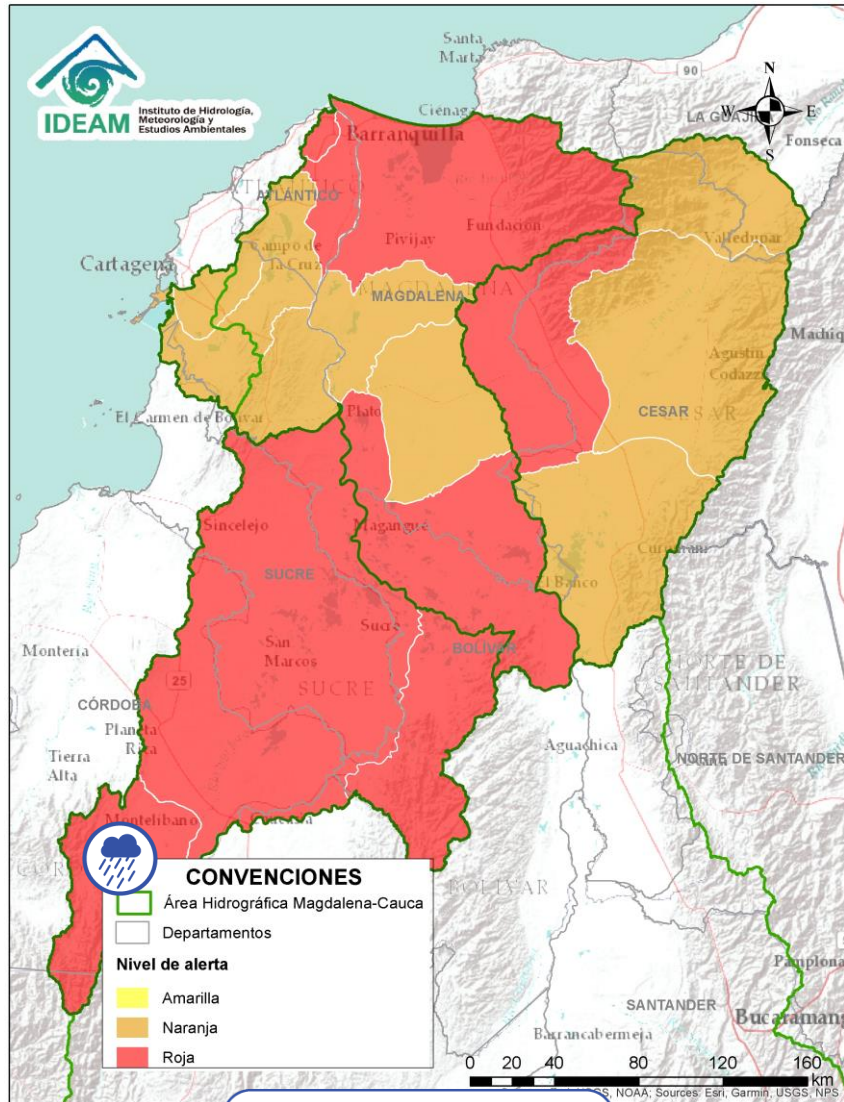 Santa
Marta
90
N
W
E
S
IDEAM
Instituto de Hidrología,
Meteorología y
Estudios Ambientales
Ciénaga
LA GUAJIRA
Fonseca
Barranquilla
ATLÁNTICO
Fundación
Pivijay
Valledupar
Campo de
la Cruz
Cartagena
MAGDALENA
Machiq
Agustín
Codazzi
CESAR
El Carmen de Bolívar
Plato
Sincelejo
Magangué
Curumaní
SUCRE
El Banco
Sucre
San
Marcos
BOLÍVAR
Montería
25
SUCRE
NORTE DE
SANTANDER
CÓRDOBA
Planeta
Rica
Aguachica
Tierra
Alta
NORTE DE SANTANDER
Montelíbano
CONVENCIONES
Área Hidrográfica Magdalena-Cauca
Departamentos
Nivel de alerta
Amarilla
Naranja
Roja
BOLÍVAR
Pamplona
SANTANDER
Bucaramang
Barrancabermeja
0 20 40 80 120 160
Km
NOAA; Sources: Esri, Garmin, USGS, NPS